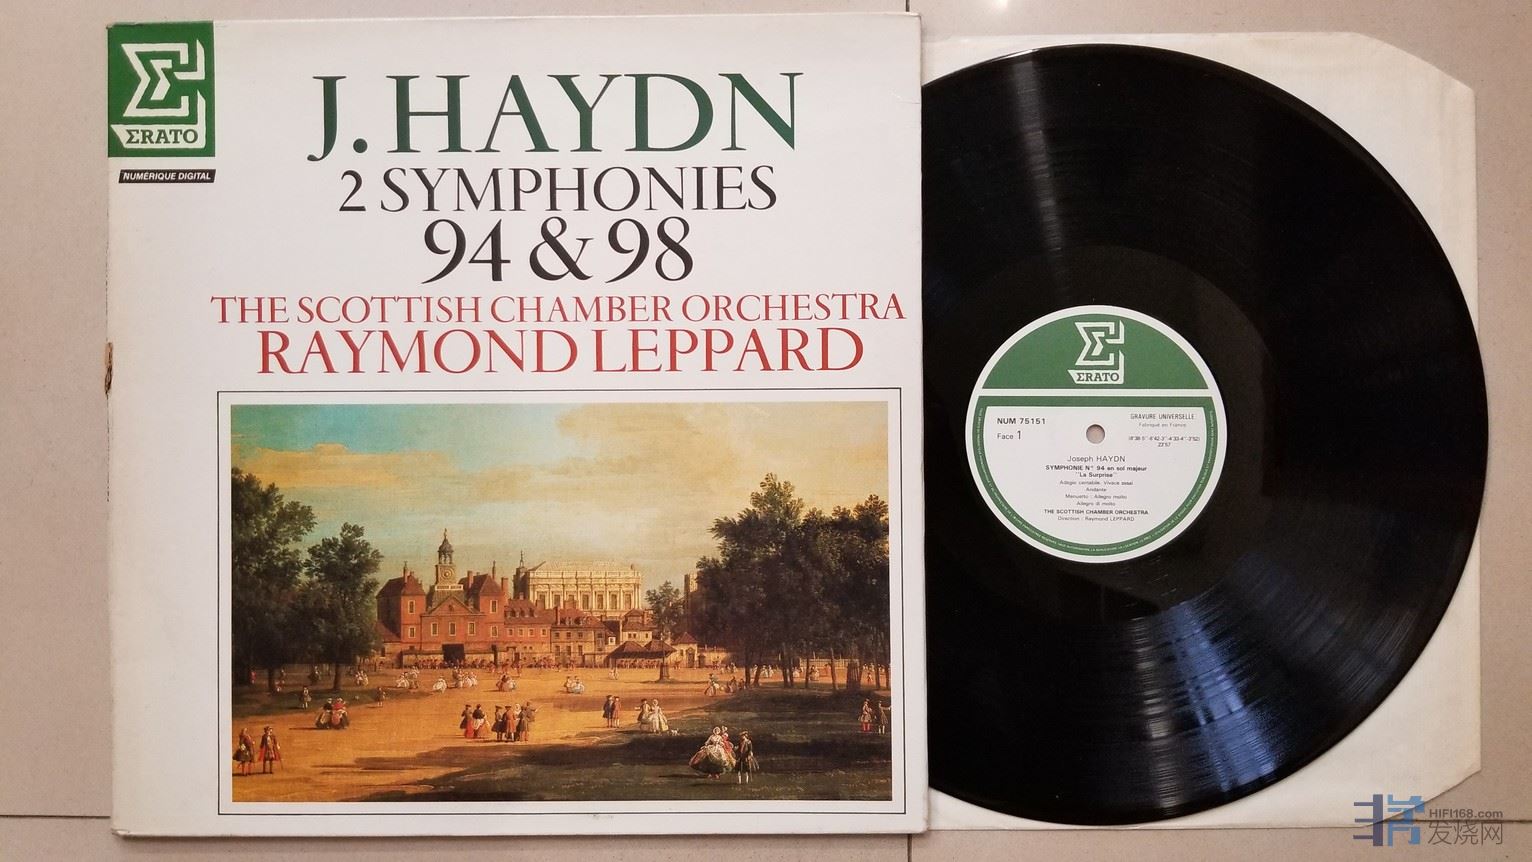 ΣRATO
NUMÉRIQUE DIGITAL
J. HAYDN
2 SYMPHONIES
94 & 98
THE SCOTTISH CHAMBER ORCHESTRA
RAYMOND LEPPARD
ΣRATO
NUM 75151
Face 1
GRAVURE UNIVERSELLE
Fabriqué en France
23'57
Joseph HAYDN
SYMPHONIE N° 94 en sol majeur
"La Surprise"
Adagio cantabile. Vivace assai
Andante
Menuetto : Allegro molto
Allegro di molto
THE SCOTTISH CHAMBER ORCHESTRA
Direction : Raymond LEPPARD
HIFI168.com
发烧网